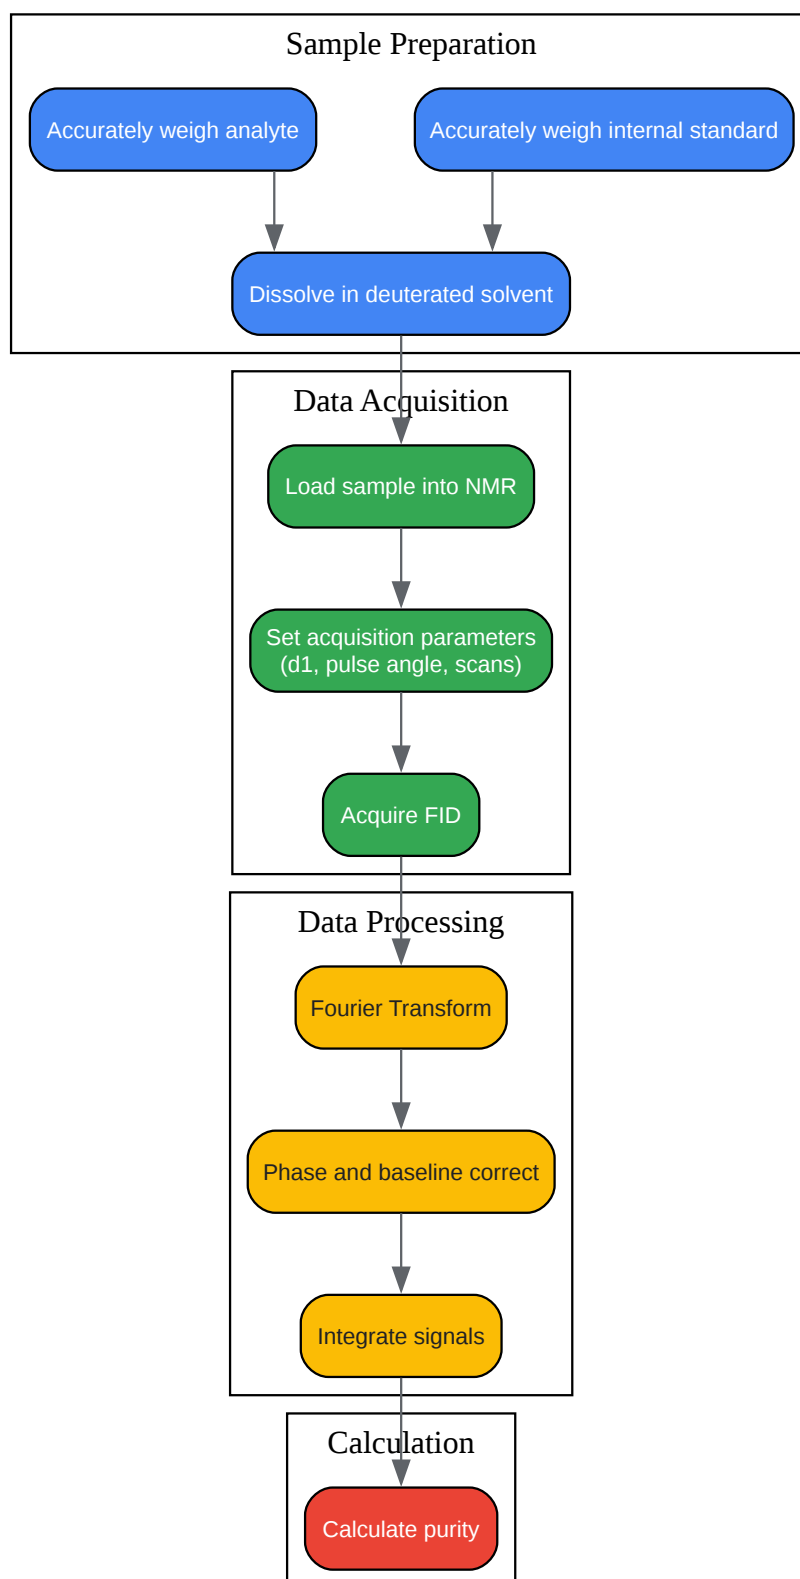 Sample Preparation
Accurately weigh analyte
Accurately weigh internal standard
Dissolve in deuterated solvent
Data Acquisition
Load sample into NMR
Set acquisition parameters
(d1, pulse angle, scans)
Acquire FID
Data Processing
Fourier Transform
Phase and baseline correct
Integrate signals
Calculation
Calculate purity